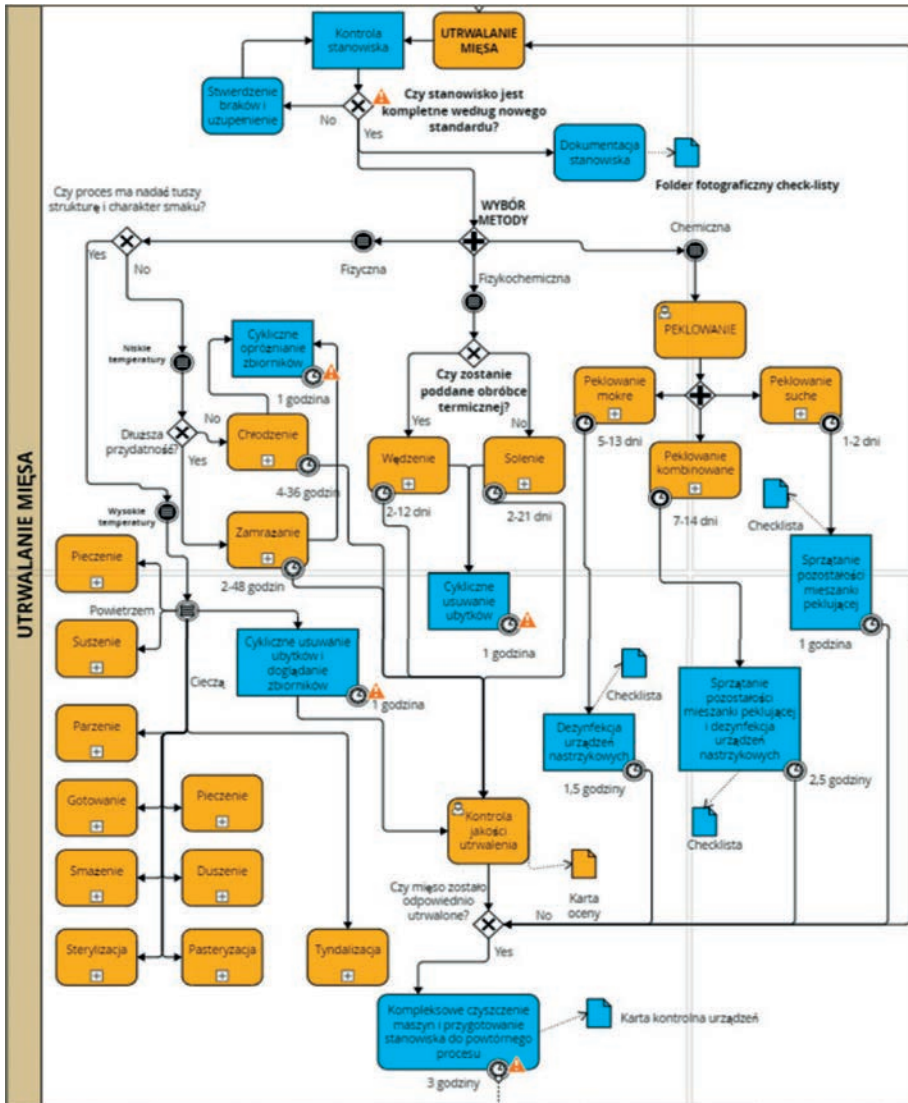 UTRWALANIE MIĘSA
Kontrola
stanowiska
UTRWALANIE
MIĘSA
Stwierdzenie
braków i
uzupełnienie
No
Yes
Czy stanowisko jest
kompletne według nowego
standardu?
Dokumentacja
stanowiska
Folder fotograficzny check-listy
Czy proces ma nadać tuszy
strukturę i charakter smaku?
Yes
No
WYBÓR
METODY
Fizyczna
Fizykochemiczna
Chemiczna
PEKLOWANIE
Niskie
temperatury
Cykliczne
opróżnianie
zbiorników
1 godzina
Czy zostanie
poddane obróbce
termicznej?
Yes
No
Peklowanie
mokre
5-13 dni
Peklowanie
suche
1-2 dni
Dłuższa
przydatność?
No
Yes
Chłodzenie
4-36 godzin
Wędzenie
2-12 dni
Solenie
2-21 dni
Peklowanie
kombinowane
7-14 dni
Checklista
Wysokie
temperatury
Zamrażanie
2-48 godzin
Pieczenie
Powietrzem
Suszenie
Cieczą
Cykliczne usuwanie
ubytków i
doglądanie
zbiorników
1 godzina
Cykliczne
usuwanie
ubytków
1 godzina
Sprzątanie
pozostałości
mieszanki
peklującej
1 godzina
Checklista
Dezynfekcja
urządzeń
nastrzykowych
1,5 godziny
Sprzątanie
pozostałości
mieszanki peklującej
i dezynfekcja
urządzeń
nastrzykowych
2,5 godziny
Checklista
Parzenie
Gotowanie
Pieczenie
Smażenie
Duszenie
Sterylizacja
Pasteryzacja
Tyndalizacja
Kontrola
jakości
utrwalenia
Karta
oceny
Czy mięso zostało
odpowiednio
utrwalone?
No
Yes
Kompleksowe czyszczenie
maszyn i przygotowanie
stanowiska do powtórnego
procesu
3 godziny
Karta kontrolna urządzeń